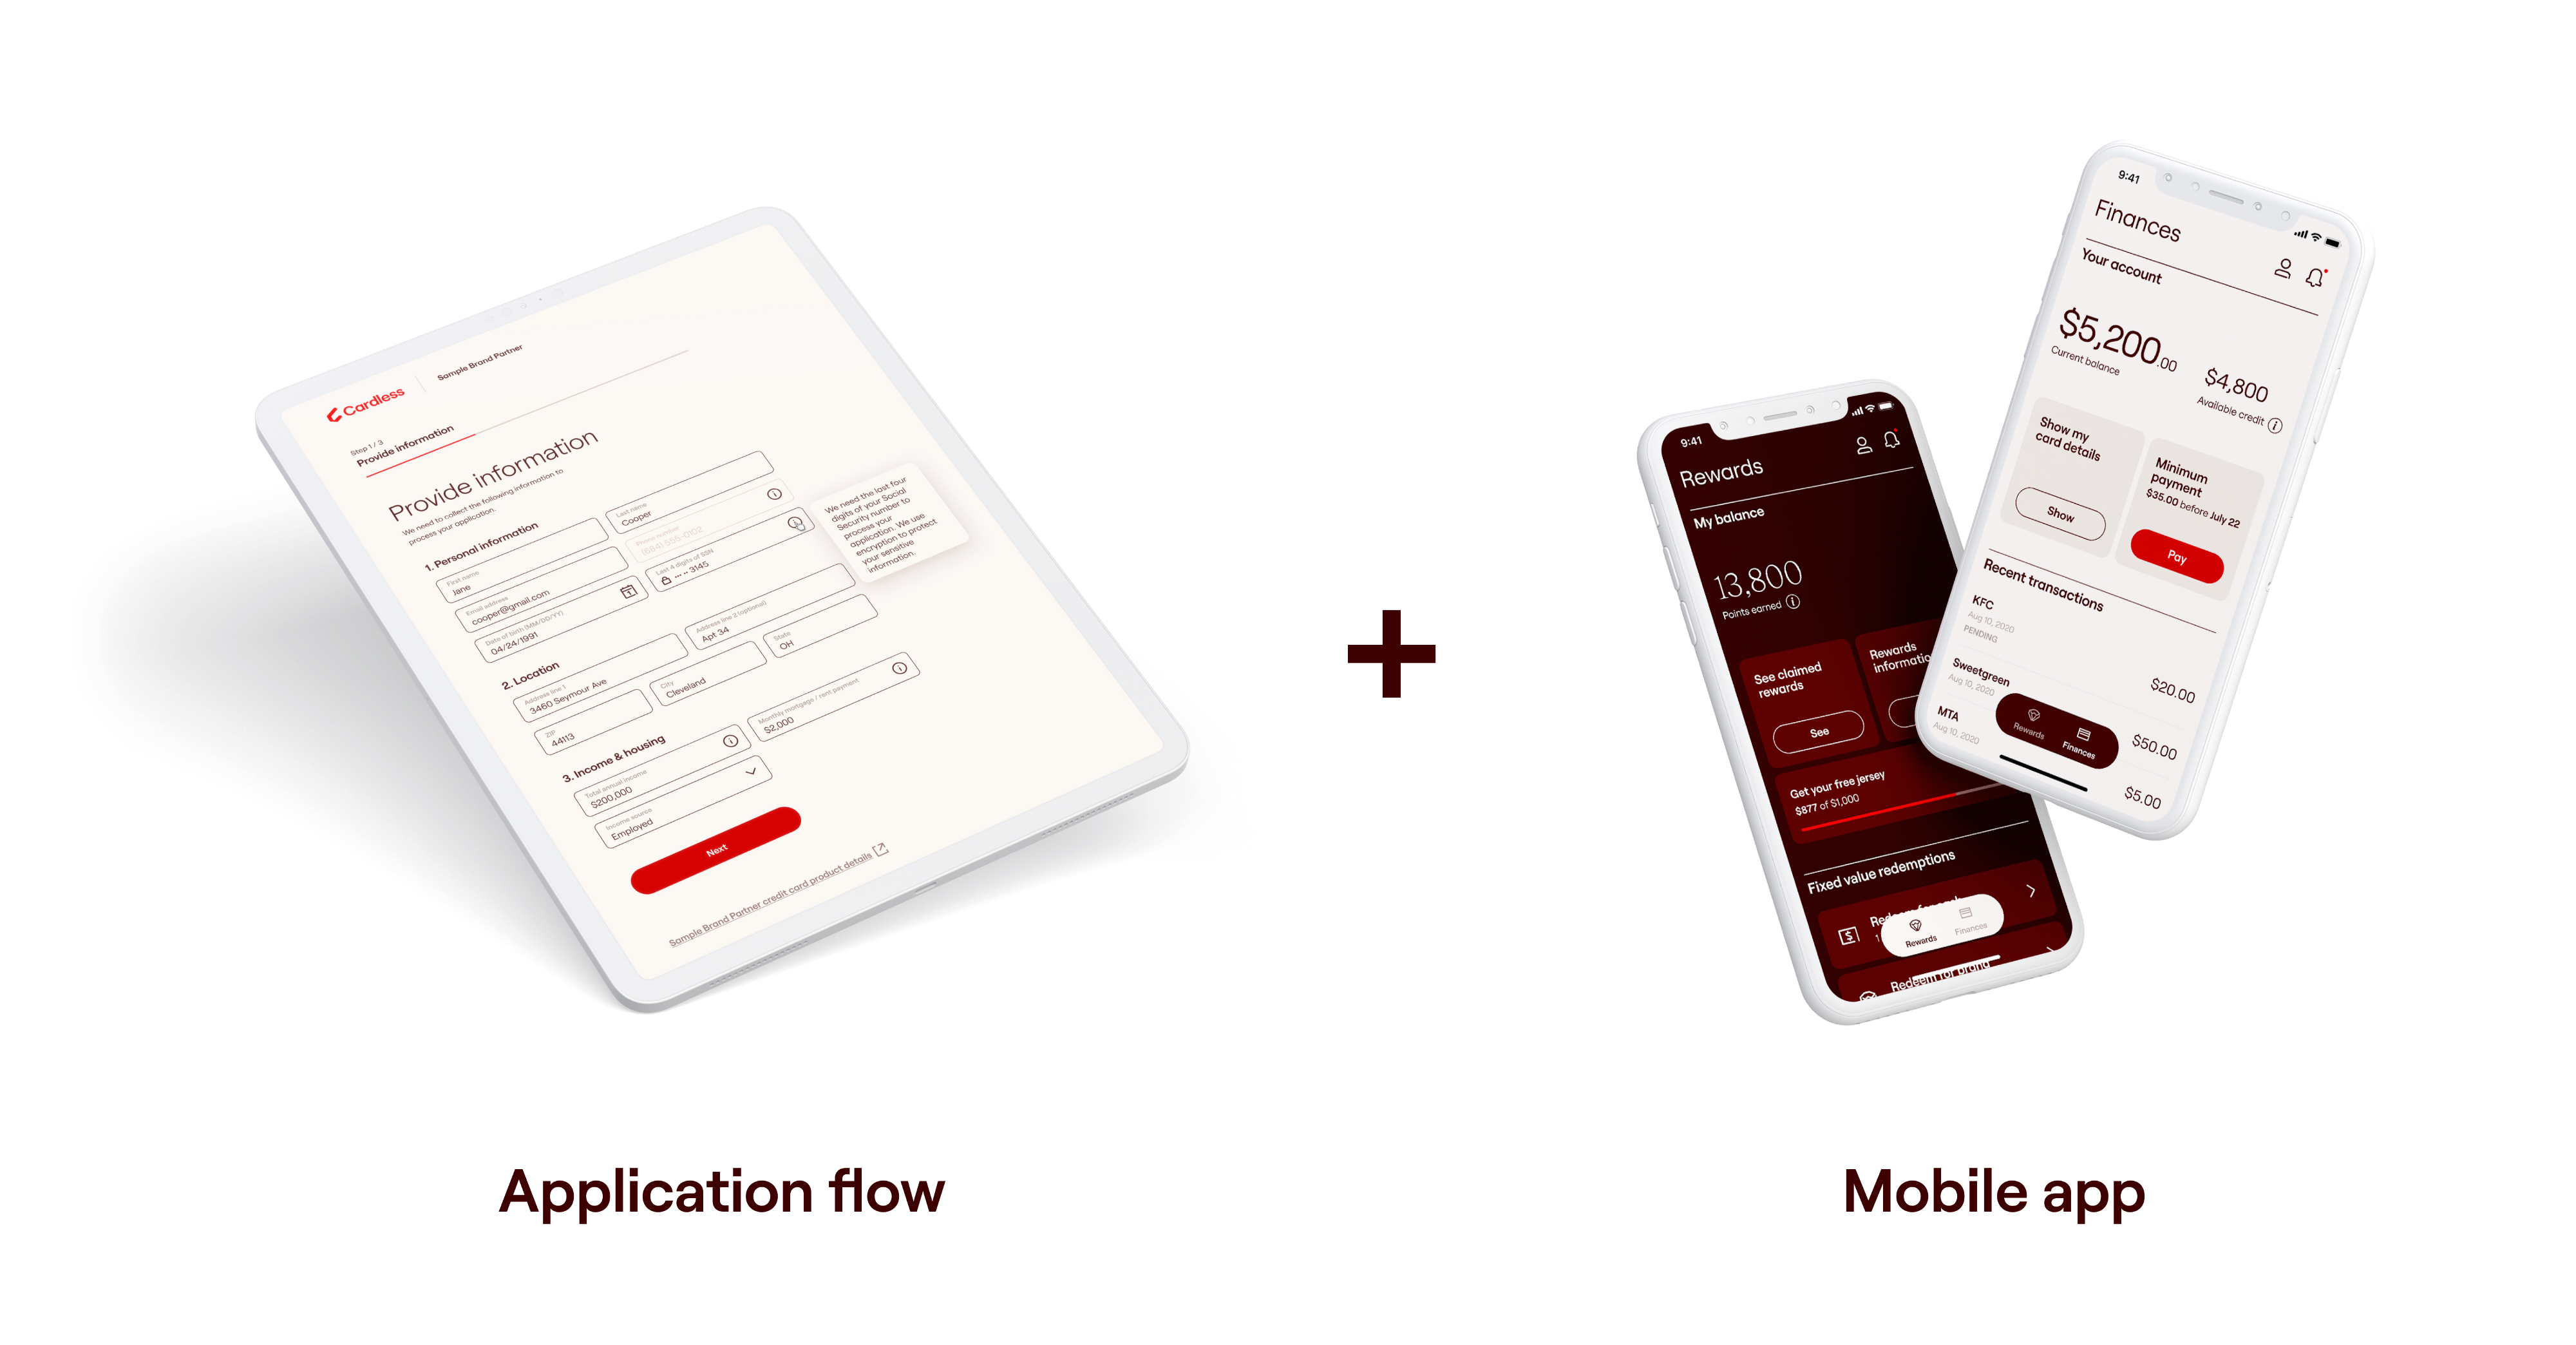 Cardless
Sample Brand Partner
Step 1 / 3
Provide information
Provide information
We need to collect the following information to
process your application.
1. Personal information
First name
Jane
Last name
Cooper
Email address
cooper@gmail.com
Phone number
(684) 555-0102
Date of birth (MM/DD/YY)
04/24/1991
Last 4 digits of SSN
••• •• 3145
We need the last four
digits of your Social
Security number to
process your
application. We use
encryption to protect
your sensitive
information.
2. Location
Address line 1
3460 Seymour Ave
Address line 2 (optional)
Apt 34
ZIP
44113
City
Cleveland
State
OH
3. Income & housing
Total annual income
$200,000
Monthly mortgage / rent payment
$2,000
Income source
Employed
Next
Sample Brand Partner credit card product details
Application flow
+
9:41
Rewards
My balance
13,800
Points earned
See claimed
rewards
See
Rewards
Get your free jersey
$877 of $1,000
Fixed value redemptions
Rewards
Finances
Redeem for brand
9:41
Finances
Your account
$5,200.00
Current balance
$4,800
Available credit
Show my
card details
Show
Minimum
payment
$35.00 before July 22
Pay
Recent transactions
KFC
Aug 10, 2020
PENDING
$20.00
Sweetgreen
Aug 10, 2020
$50.00
MTA
Aug 10, 2020
$5.00
Rewards
Finances
Mobile app